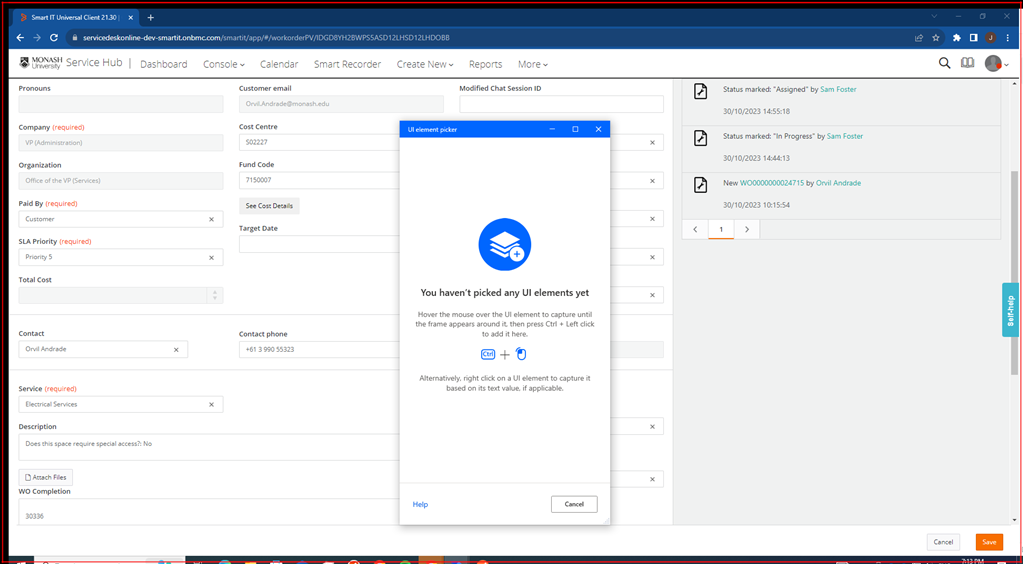 Smart IT Universal Client 21.30 |
servicedeskonline-dev-smartit.onbmc.com/smartit/app/#/workorderPV/IDGD8YH2BWPSSASD12LHSD12LHDOBB
J
MONASH University
Service Hub
Dashboard
Console
Calendar
Smart Recorder
Create New
Reports
More
Pronouns
Customer email
Modified Chat Session ID
Orvil.Andrade@monash.edu
Company (required)
VP (Administration)
Cost Centre
S02227
Organization
Office of the VP (Services)
Fund Code
7150007
Paid By (required)
Customer
See Cost Details
SLA Priority (required)
Priority 5
Target Date
Total Cost
Contact
Orvil Andrade
Contact phone
+61 3 990 55323
Service (required)
Electrical Services
Description
Does this space require special access?: No
Attach Files
WO Completion
30336
UI element picker
You haven't picked any UI elements yet
Hover the mouse over the UI element to capture until
the frame appears around it, then press Ctrl + Left click
to add it here.
Ctrl +
Alternatively, right click on a UI element to capture it
based on its text value, if applicable.
Help
Cancel
Status marked: "Assigned" by Sam Foster
30/10/2023 14:55:18
Status marked: "In Progress" by Sam Foster
30/10/2023 14:44:13
New WO0000000024715 by Orvil Andrade
30/10/2023 10:15:54
1
Self-help
Cancel
Save
7:13 PM